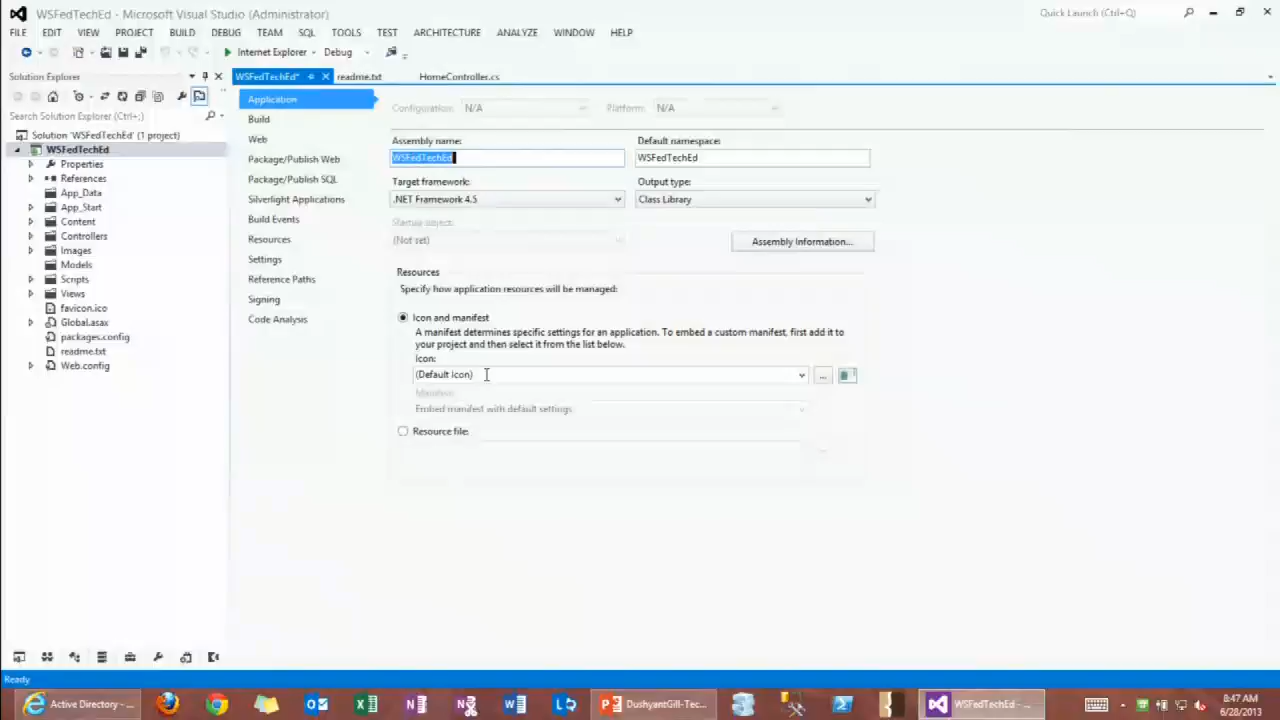 WSFedTechEd - Microsoft Visual Studio (Administrator)
Quick Launch (Ctrl+Q)
FILE EDIT VIEW PROJECT BUILD DEBUG TEAM SQL TOOLS TEST ARCHITECTURE ANALYZE WINDOW HELP
Internet Explorer Debug
Solution Explorer
WSFedTechEd* readme.txt HomeController.cs
Search Solution Explorer (Ctrl+;)
Solution 'WSFedTechEd' (1 project)
WSFedTechEd
Properties
References
App_Data
App_Start
Content
Controllers
Images
Models
Scripts
Views
favicon.ico
Global.asax
packages.config
readme.txt
Web.config
Application
Build
Web
Package/Publish Web
Package/Publish SQL
Silverlight Applications
Build Events
Resources
Settings
Reference Paths
Signing
Code Analysis
Configuration: N/A Platform: N/A
Assembly name: Default namespace:
WSFedTechEd WSFedTechEd
Target framework: Output type:
.NET Framework 4.5 Class Library
Startup object:
(Not set)
Assembly Information...
Resources
Specify how application resources will be managed:
Icon and manifest
A manifest determines specific settings for an application. To embed a custom manifest, first add it to
your project and then select it from the list below.
Icon:
(Default Icon) ...
Manifest:
Embed manifest with default settings
Resource file:
Ready
Active Directory - ... DushyantGill-Tec... WSFedTechEd - ...
8:47 AM
6/28/2013